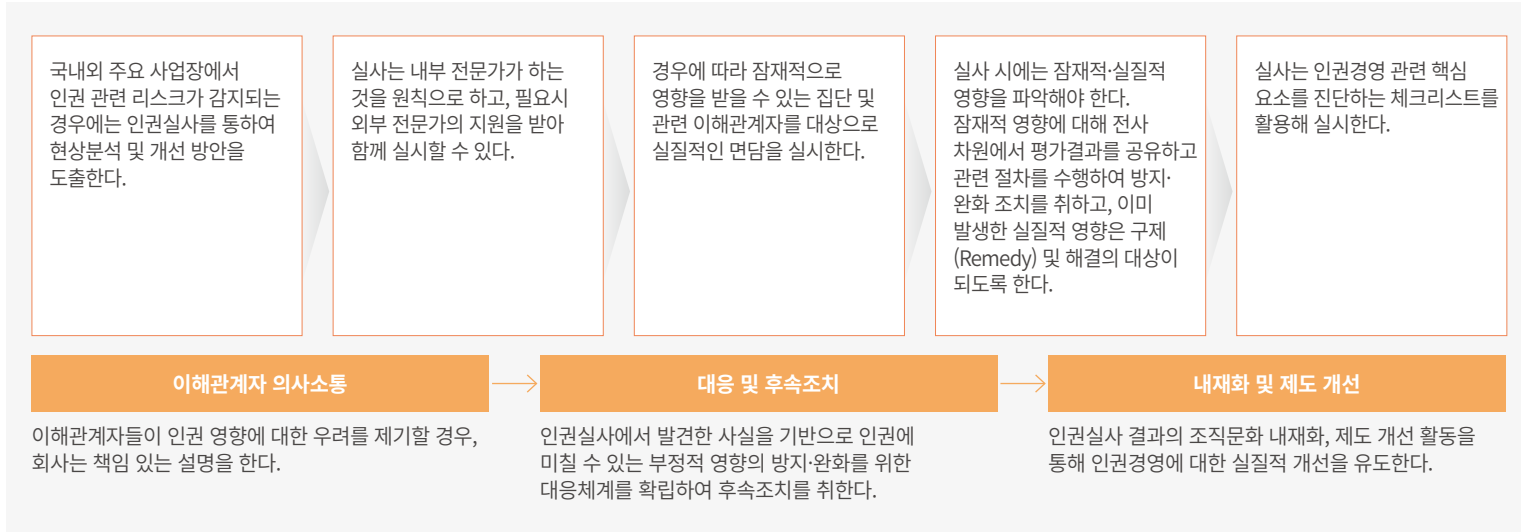 국내외 주요 사업장에서
인권 관련 리스크가 감지되는
경우에는 인권실사를 통하여
현상분석 및 개선 방안을
도출한다.
실사는 내부 전문가가 하는
것을 원칙으로 하고, 필요시
외부 전문가의 지원을 받아
함께 실시할 수 있다.
경우에 따라 잠재적으로
영향을 받을 수 있는 집단 및
관련 이해관계자를 대상으로
실질적인 면담을 실시한다.
실사 시에는 잠재적·실질적
영향을 파악해야 한다.
잠재적 영향에 대해 전사
차원에서 평가결과를 공유하고
관련 절차를 수행하여 방지·
완화 조치를 취하고, 이미
발생한 실질적 영향은 구제
(Remedy) 및 해결의 대상이
되도록 한다.
실사는 인권경영 관련 핵심
요소를 진단하는 체크리스트를
활용해 실시한다.
이해관계자 의사소통
이해관계자들이 인권 영향에 대한 우려를 제기할 경우,
회사는 책임 있는 설명을 한다.
대응 및 후속조치
인권실사에서 발견한 사실을 기반으로 인권에
미칠 수 있는 부정적 영향의 방지·완화를 위한
대응체계를 확립하여 후속조치를 취한다.
내재화 및 제도 개선
인권실사 결과의 조직문화 내재화, 제도 개선 활동을
통해 인권경영에 대한 실질적 개선을 유도한다.